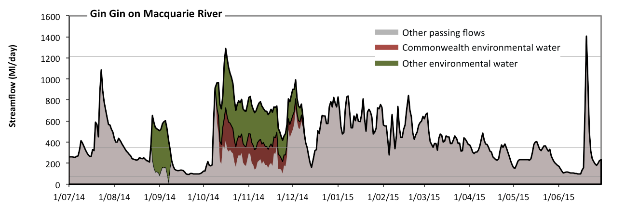 Gin Gin on Macquarie River
Streamflow (Ml/day)
1600
1400
1200
1000
800
600
400
200
0
Other passing flows
Commonwealth environmental water
Other environmental water
1/07/14 1/08/14 1/09/14 1/10/14 1/11/14 1/12/14 1/01/15 1/02/15 1/03/15 1/04/15 1/05/15 1/06/15